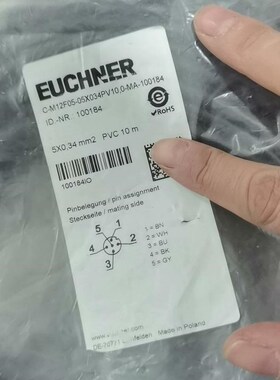 EUCHNER
C-M12F05-05X034PV10,0-MA-100184
ID.-NR. 100184
RoHS
5X0,34 mm2 PVC 10 m
100184IO
Pinbelegung / pin assignment
Steckseite / mating side
5 1
4 2
3
1 = BN
2 = WH
3 = BU
4 = BK
5 = GY
Made in Poland